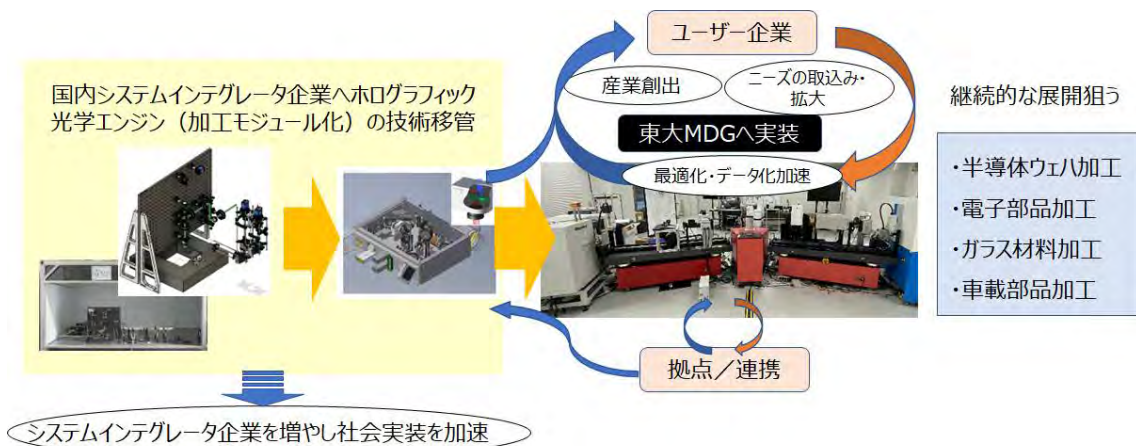 ユーザー企業
産業創出
ニーズの取込み・
拡大
国内システムインテグレータ企業へホログラフィック
光学エンジン（加工モジュール化）の技術移管
東大MDGへ実装
最適化・データ化加速
継続的な展開狙う
・半導体ウェハ加工
・電子部品加工
・ガラス材料加工
・車載部品加工
拠点／連携
システムインテグレータ企業を増やし社会実装を加速